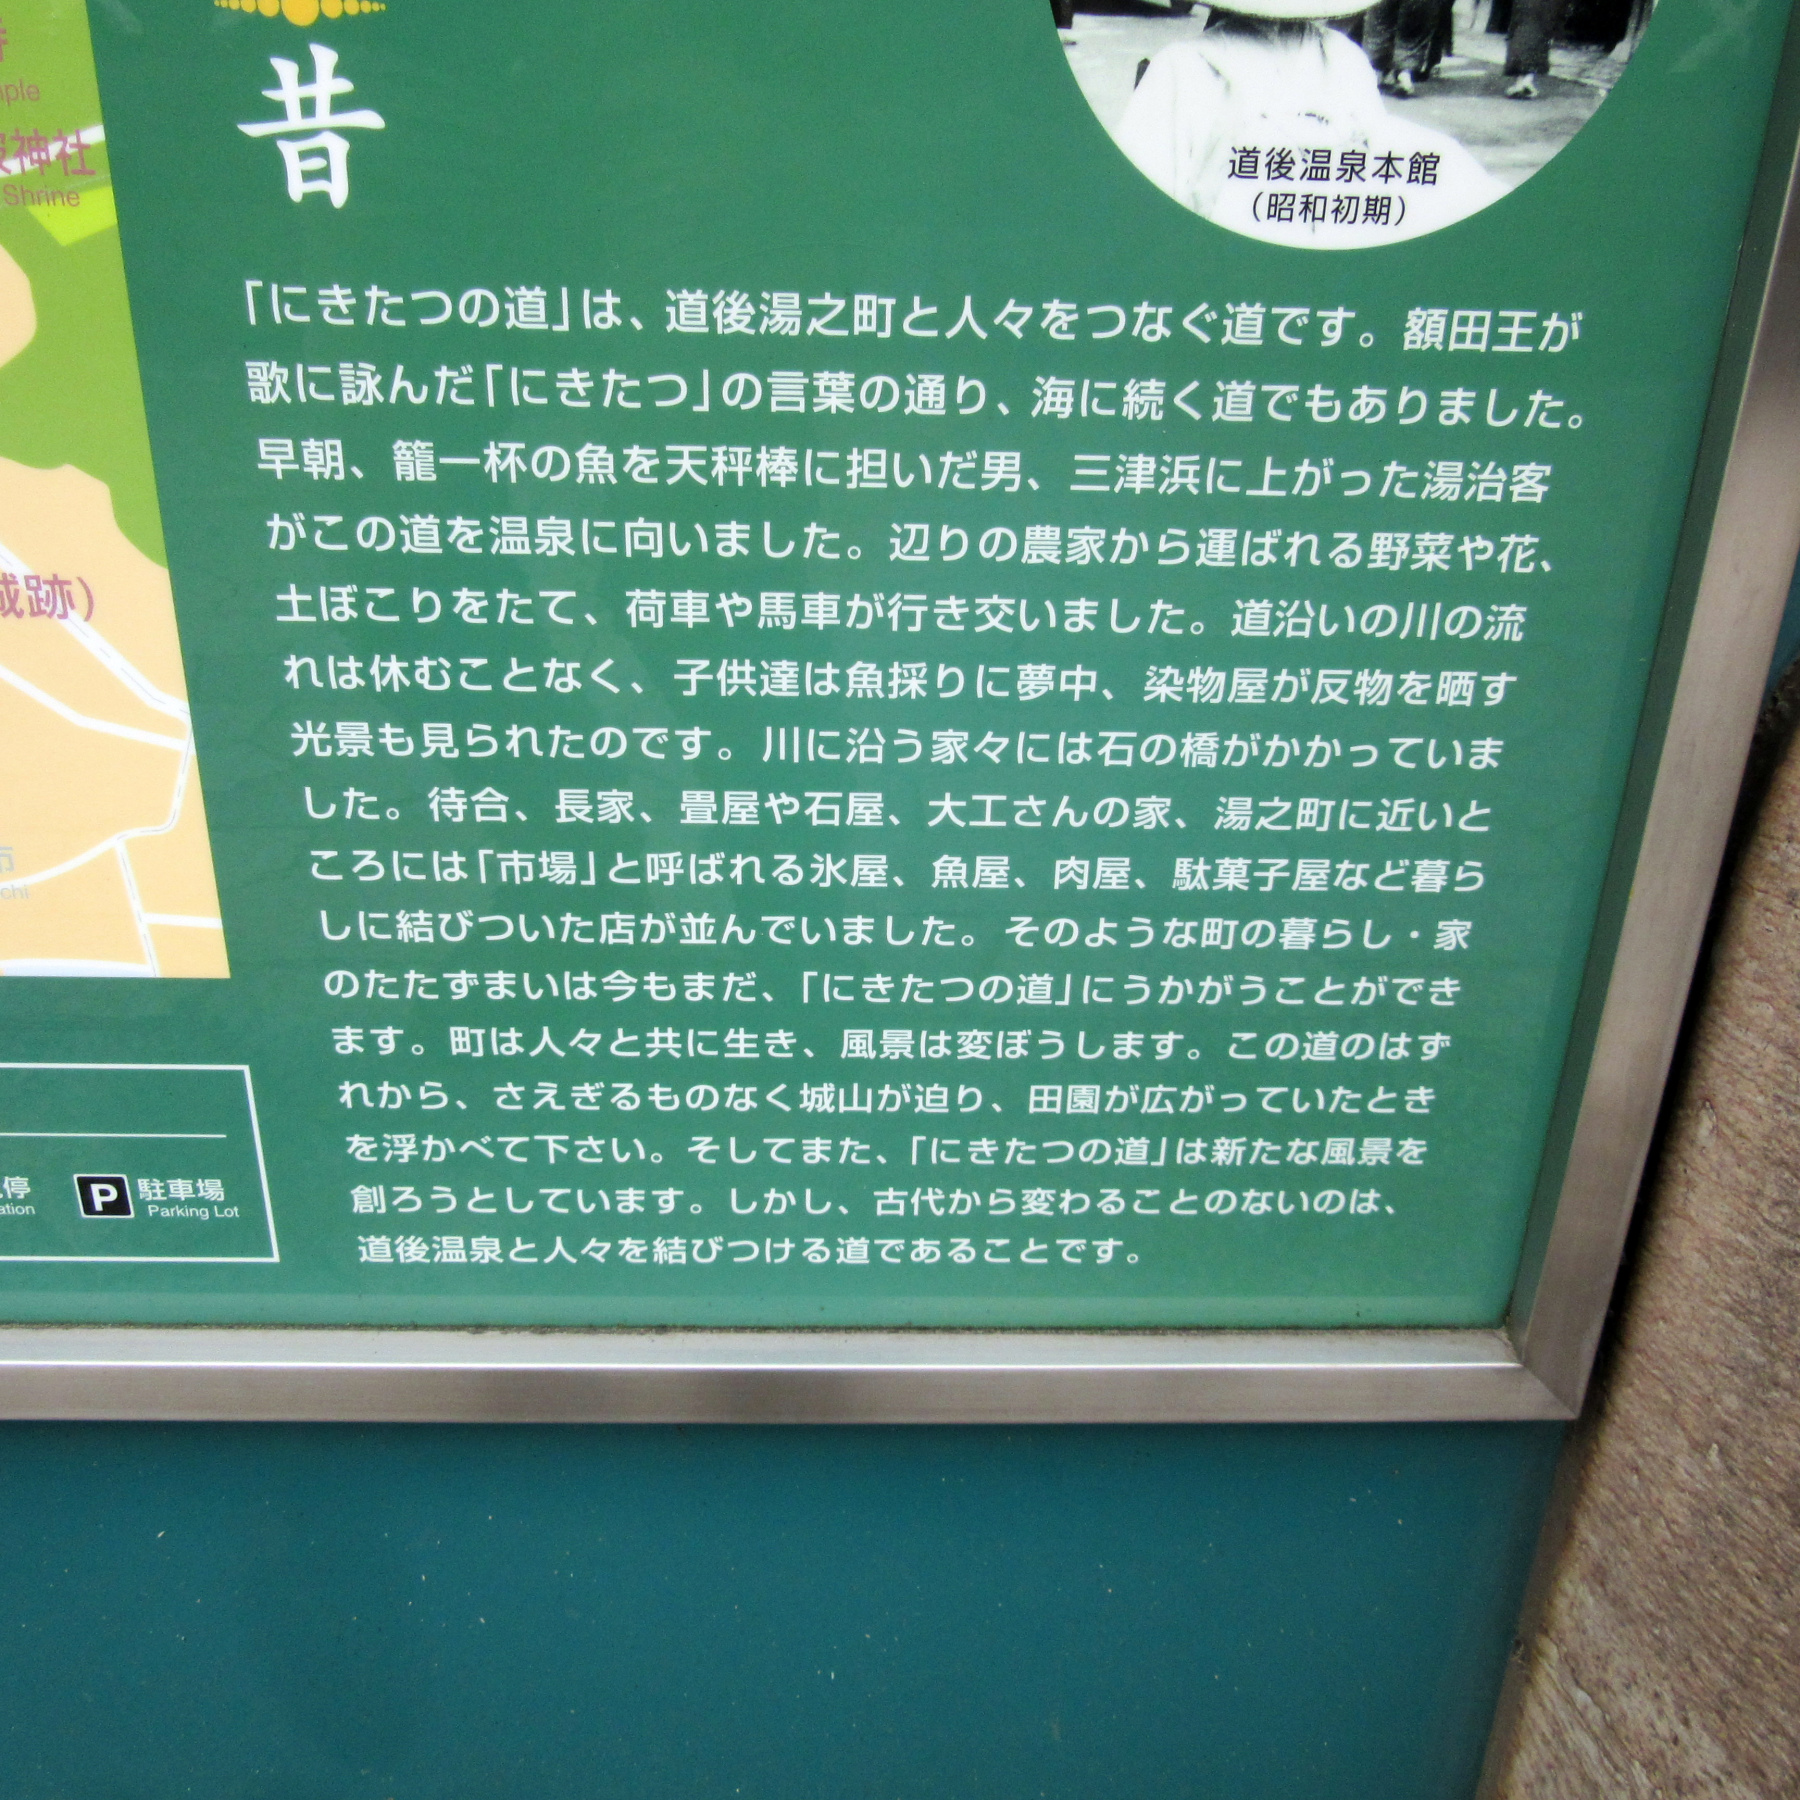 昔
道後温泉本館
(昭和初期)
「にきたつの道」は、道後湯之町と人々をつなぐ道です。額田王が
歌に詠んだ「にきたつ」の言葉の通り、海に続く道でもありました。
早朝、籠一杯の魚を天秤棒に担いだ男、三津浜に上がった湯治客
がこの道を温泉に向いました。辺りの農家から運ばれる野菜や花、
土ぼこりをたて、荷車や馬車が行き交いました。道沿いの川の流
れは休むことなく、子供達は魚採りに夢中、染物屋が反物を晒す
光景も見られたのです。川に沿う家々には石の橋がかかっていま
した。待合、長家、畳屋や石屋、大工さんの家、湯之町に近いと
ころには「市場」と呼ばれる氷屋、魚屋、肉屋、駄菓子屋など暮ら
しに結びついた店が並んでいました。そのような町の暮らし・家
のたたずまいは今もまだ、「にきたつの道」にうかがうことができ
ます。町は人々と共に生き、風景は変ぼうします。この道のはず
れから、さえぎるものなく城山が迫り、田園が広がっていたとき
を浮かべて下さい。そしてまた、「にきたつの道」は新たな風景を
創ろうとしています。しかし、古代から変わることのないのは、
道後温泉と人々を結びつける道であることです。
神社
Shrine
城跡)
市
停
P 駐車場
Parking Lot